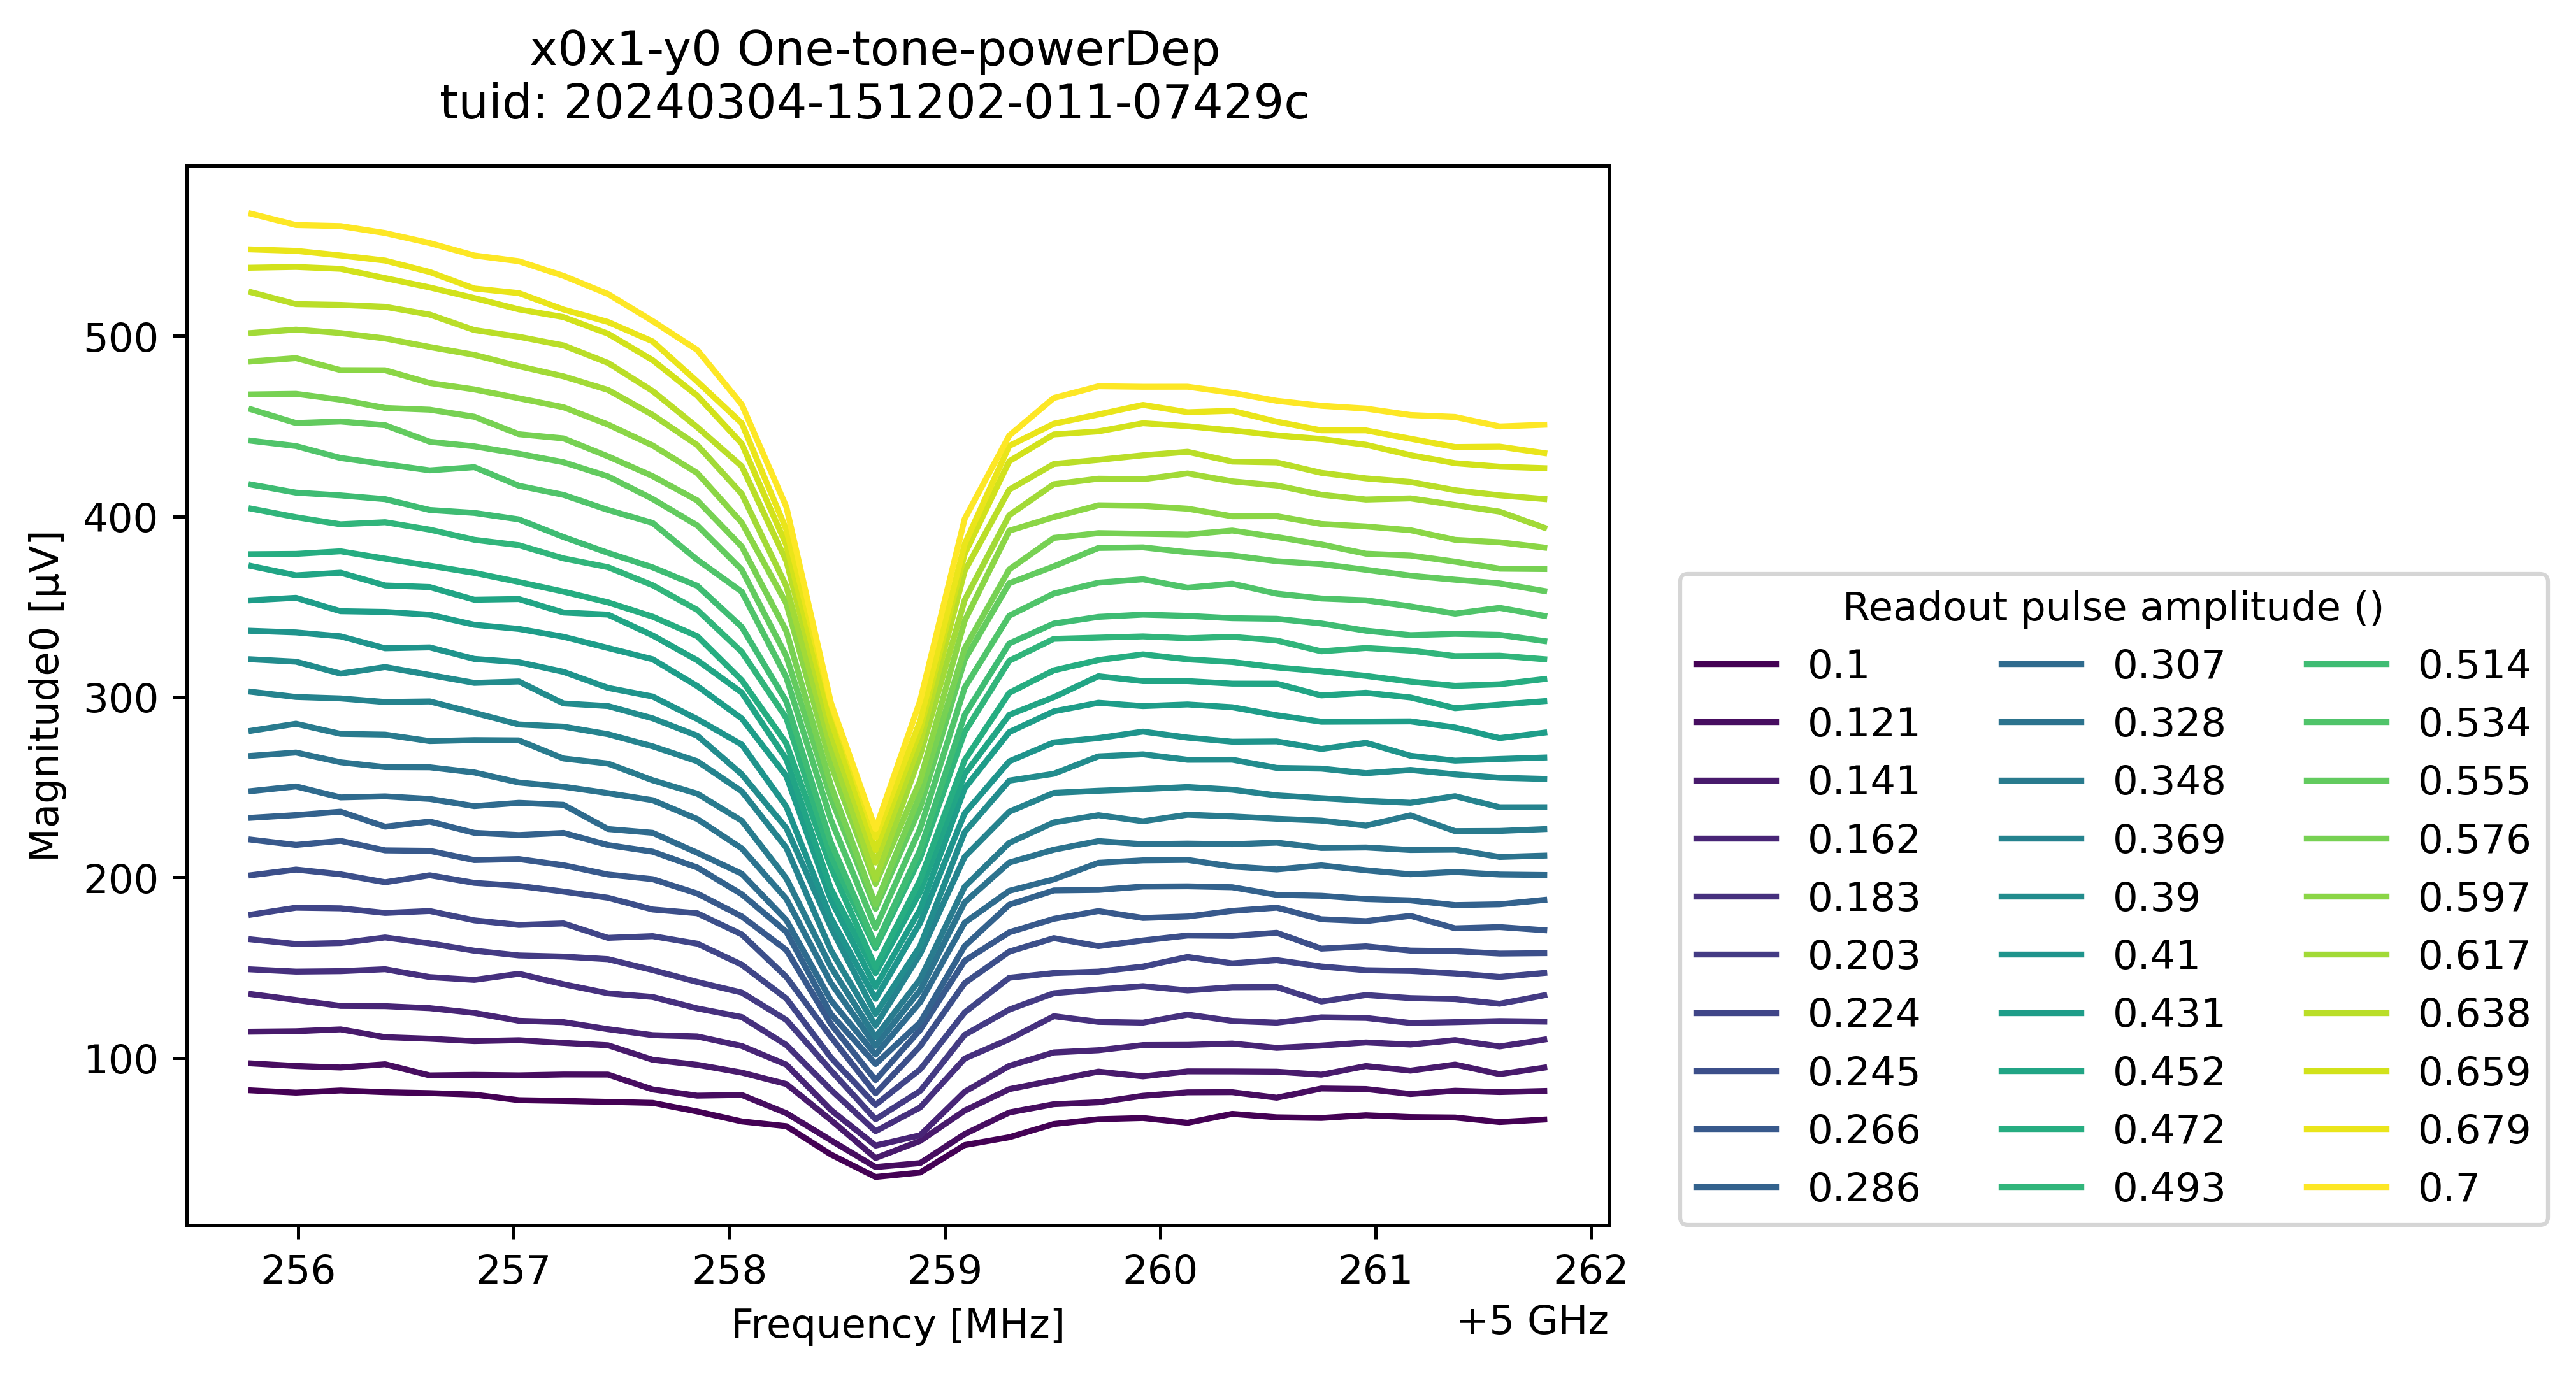 x0x1-y0 One-tone-powerDep
tuid: 20240304-151202-011-07429c
Magnitude0 [µV]
500
400
300
200
100
256 257 258 259 260 261 262
Frequency [MHz]
+5 GHz
Readout pulse amplitude ()
0.1 0.307 0.514
0.121 0.328 0.534
0.141 0.348 0.555
0.162 0.369 0.576
0.183 0.39 0.597
0.203 0.41 0.617
0.224 0.431 0.638
0.245 0.452 0.659
0.266 0.472 0.679
0.286 0.493 0.7